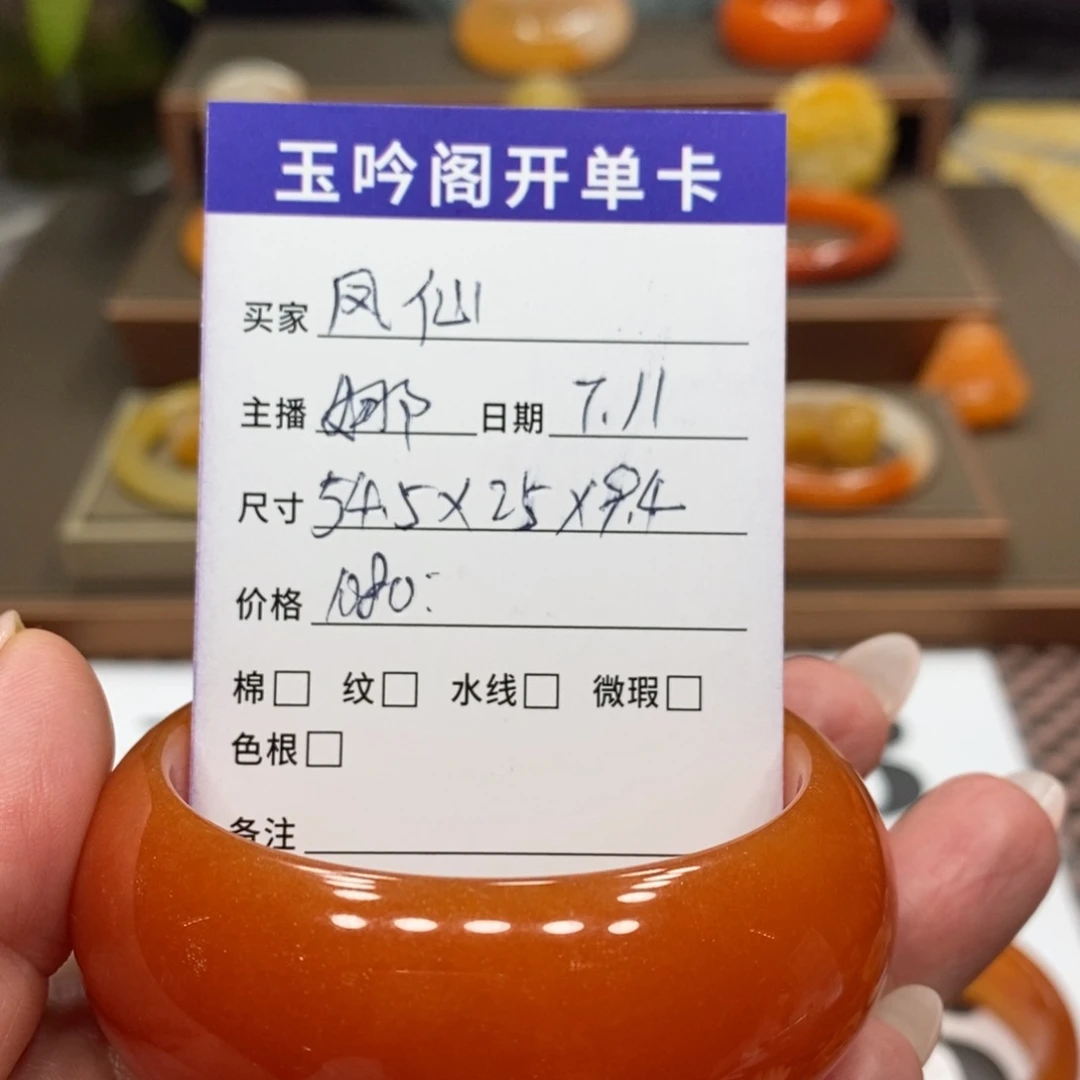 玉吟阁开单卡
买家 凤仙
主播 娜 日期 7.11
尺寸 54.5×25×9.4
价格 1080:
棉□ 纹□ 水线□ 微瑕□
色根□
备注